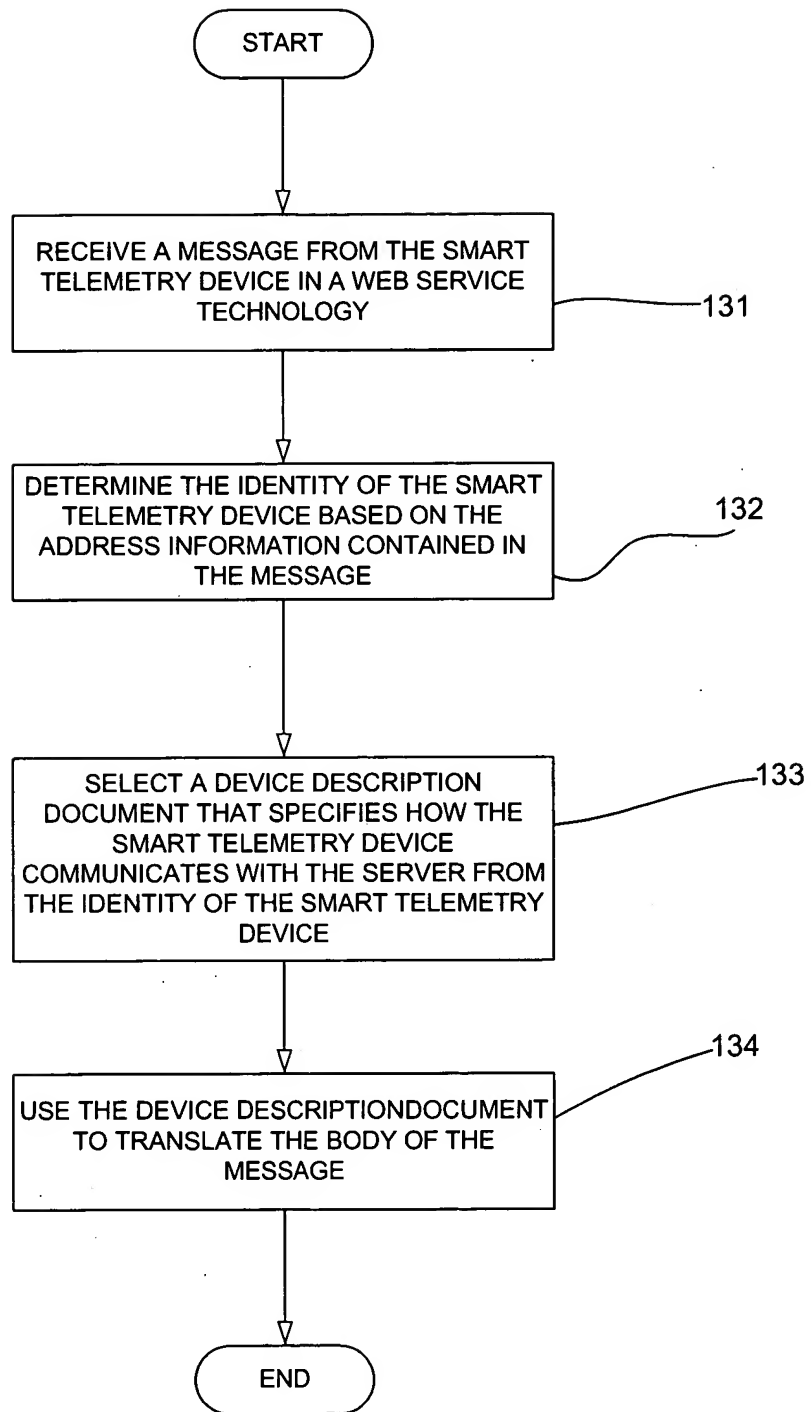 START
RECEIVE A MESSAGE FROM THE SMART
TELEMETRY DEVICE IN A WEB SERVICE
TECHNOLOGY
131
DETERMINE THE IDENTITY OF THE SMART
TELEMETRY DEVICE BASED ON THE
ADDRESS INFORMATION CONTAINED IN
THE MESSAGE
132
SELECT A DEVICE DESCRIPTION
DOCUMENT THAT SPECIFIES HOW THE
SMART TELEMETRY DEVICE
COMMUNICATES WITH THE SERVER FROM
THE IDENTITY OF THE SMART TELEMETRY
DEVICE
133
USE THE DEVICE DESCRIPTIONDOCUMENT
TO TRANSLATE THE BODY OF THE
MESSAGE
134
END